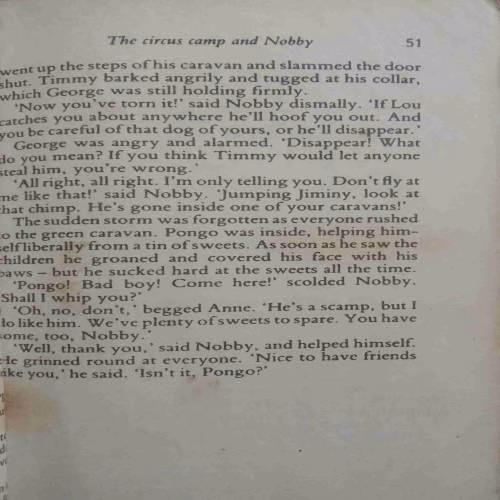 The circus camp and Nobby 51
went up the steps of his caravan and slammed the door
shut. Timmy barked angrily and tugged at his collar,
which George was still holding firmly.
'Now you've torn it!' said Nobby dismally. 'If Lou
catches you about anywhere he'll hoof you out. And
you be careful of that dog of yours, or he'll disappear.'
George was angry and alarmed. 'Disappear! What
do you mean? If you think Timmy would let anyone
steal him, you're wrong.'
'All right, all right. I'm only telling you. Don't fly at
me like that!' said Nobby. 'Jumping Jiminy, look at
that chimp. He's gone inside one of your caravans!'
The sudden storm was forgotten as everyone rushed
to the green caravan. Pongo was inside, helping him-
self liberally from a tin of sweets. As soon as he saw the
children he groaned and covered his face with his
paws – but he sucked hard at the sweets all the time.
'Pongo! Bad boy! Come here!' scolded Nobby.
'Shall I whip you?'
'Oh, no, don't,' begged Anne. 'He's a scamp, but I
do like him. We've plenty of sweets to spare. You have
some, too, Nobby.'
'Well, thank you,' said Nobby, and helped himself.
He grinned round at everyone. 'Nice to have friends
like you,' he said. 'Isn't it, Pongo?'